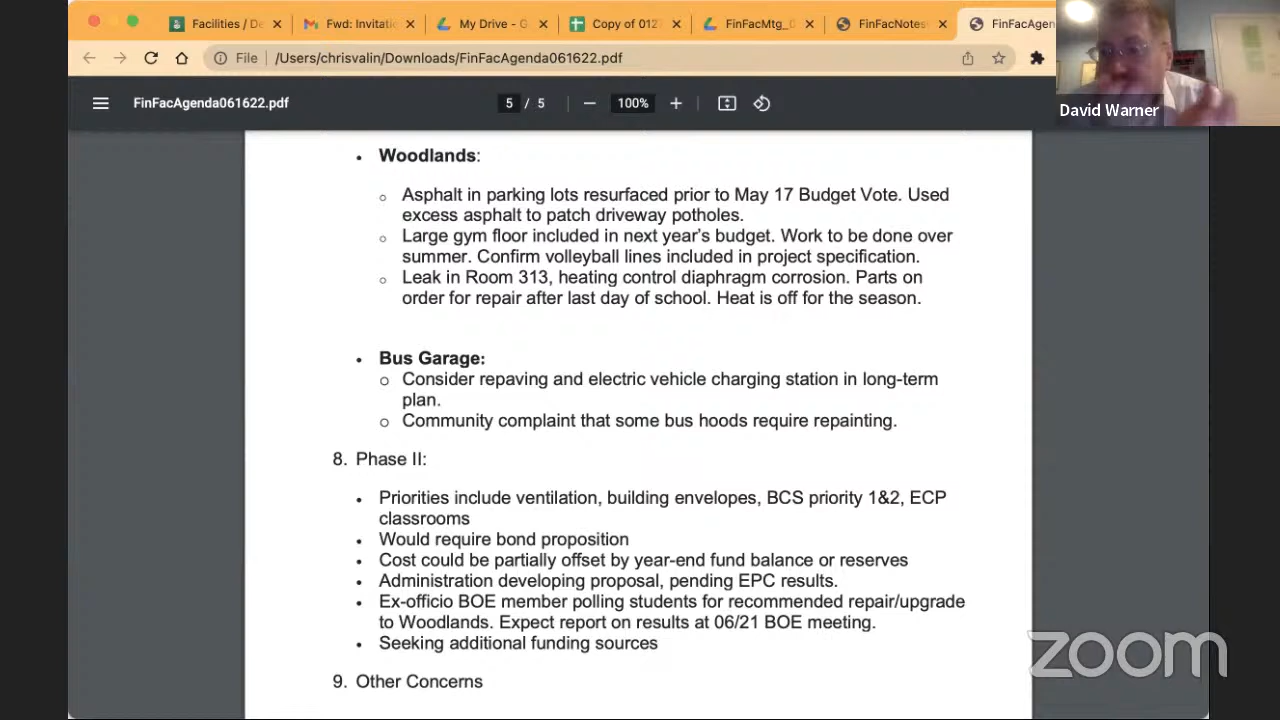 Facilities / De
Fwd: Invitatio
My Drive - G
Copy of 012
FinFacMtg_0
FinFacNotes
FinFacAgen
File
/Users/chrisvalin/Downloads/FinFacAgenda061622.pdf
FinFacAgenda061622.pdf
5 / 5
100%
David Warner
• Woodlands:
○ Asphalt in parking lots resurfaced prior to May 17 Budget Vote. Used
excess asphalt to patch driveway potholes.
○ Large gym floor included in next year's budget. Work to be done over
summer. Confirm volleyball lines included in project specification.
○ Leak in Room 313, heating control diaphragm corrosion. Parts on
order for repair after last day of school. Heat is off for the season.
• Bus Garage:
○ Consider repaving and electric vehicle charging station in long-term
plan.
○ Community complaint that some bus hoods require repainting.
8. Phase II:
• Priorities include ventilation, building envelopes, BCS priority 1&2, ECP
classrooms
• Would require bond proposition
• Cost could be partially offset by year-end fund balance or reserves
• Administration developing proposal, pending EPC results.
• Ex-officio BOE member polling students for recommended repair/upgrade
to Woodlands. Expect report on results at 06/21 BOE meeting.
• Seeking additional funding sources
9. Other Concerns
zoom